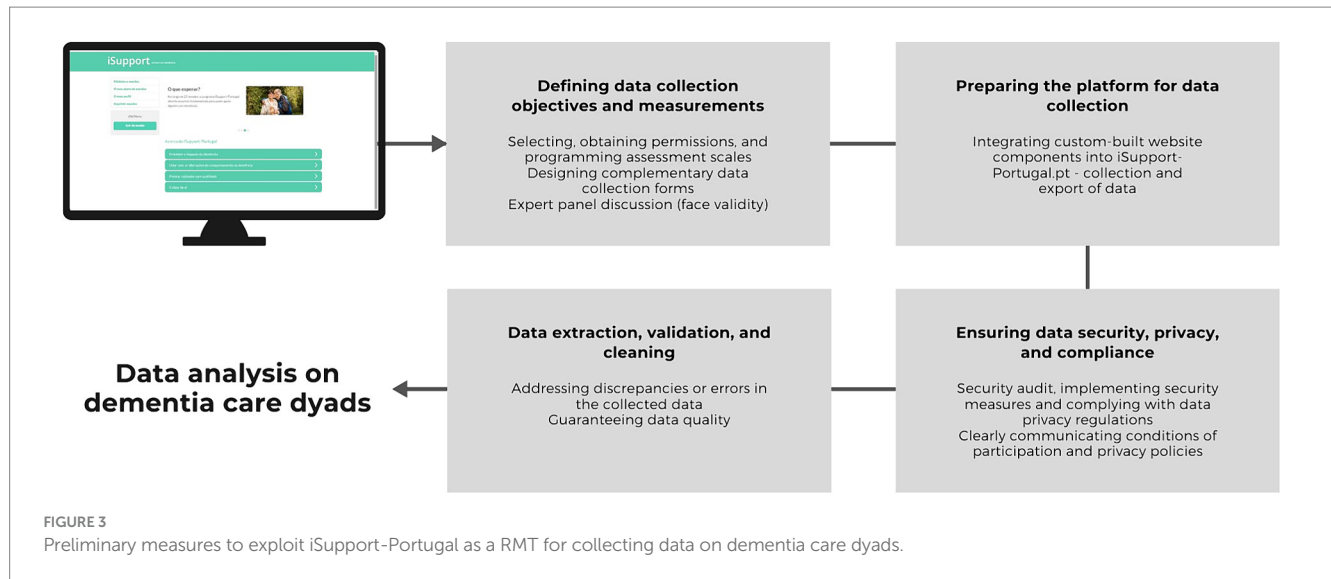 iSupport
O que esperar?
Defining data collection
objectives and measurements
Selecting, obtaining permissions, and
programming assessment scales
Designing complementary data
collection forms
Expert panel discussion (face validity)
Preparing the platform for data
collection
Integrating custom-built website
components into iSupport-
Portugal.pt - collection and
export of data
Ensuring data security, privacy,
and compliance
Security audit, implementing security
measures and complying with data
privacy regulations
Clearly communicating conditions of
participation and privacy policies
Data extraction, validation, and
cleaning
Addressing discrepancies or errors in
the collected data
Guaranteeing data quality
Data analysis on
dementia care dyads
FIGURE 3
Preliminary measures to exploit iSupport-Portugal as a RMT for collecting data on dementia care dyads.